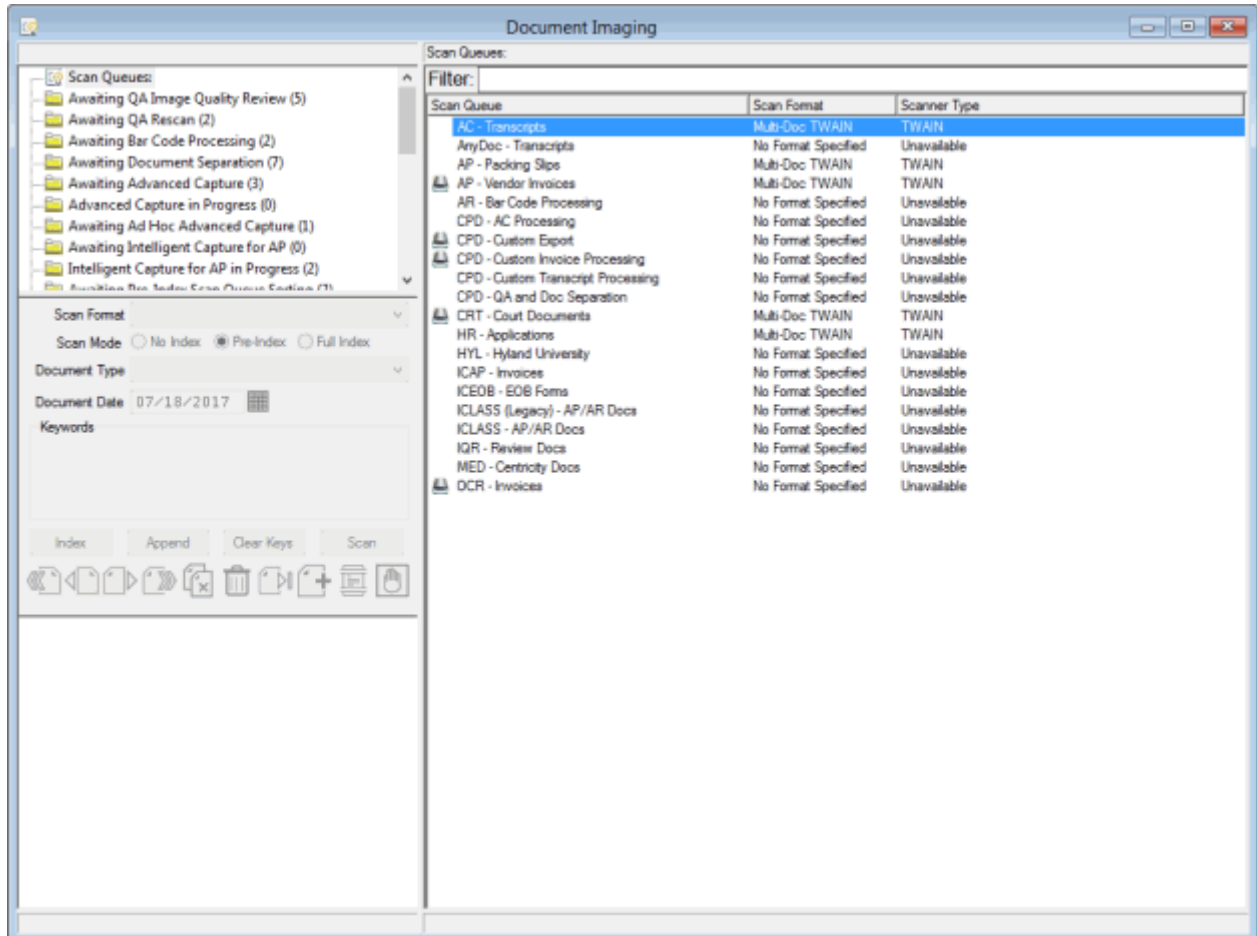 Document Imaging
Scan Queues:
Scan Queues:
Awaiting QA Image Quality Review (5)
Awaiting QA Rescan (2)
Awaiting Bar Code Processing (2)
Awaiting Document Separation (7)
Awaiting Advanced Capture (3)
Advanced Capture in Progress (0)
Awaiting Ad Hoc Advanced Capture (1)
Awaiting Intelligent Capture for AP (0)
Intelligent Capture for AP in Progress (2)
Scan Format
Scan Mode No Index Pre-Index Full Index
Document Type
Document Date 07/18/2017
Keywords
Index Append Clear Keys Scan
Filter:
Scan Queue Scan Format Scanner Type
AC - Transcripts Multi-Doc TWAIN TWAIN
AnyDoc - Transcripts No Format Specified Unavailable
AP - Packing Slips Multi-Doc TWAIN TWAIN
AP - Vendor Invoices Multi-Doc TWAIN TWAIN
AR - Bar Code Processing No Format Specified Unavailable
CPD - AC Processing No Format Specified Unavailable
CPD - Custom Export No Format Specified Unavailable
CPD - Custom Invoice Processing No Format Specified Unavailable
CPD - Custom Transcript Processing No Format Specified Unavailable
CPD - QA and Doc Separation No Format Specified Unavailable
CRT - Court Documents Multi-Doc TWAIN TWAIN
HR - Applications Multi-Doc TWAIN TWAIN
HYL - Hyland University No Format Specified Unavailable
ICAP - Invoices No Format Specified Unavailable
ICEOB - EOB Forms No Format Specified Unavailable
ICLASS (Legacy) - AP/AR Docs No Format Specified Unavailable
ICLASS - AP/AR Docs No Format Specified Unavailable
IQR - Review Docs No Format Specified Unavailable
MED - Centricity Docs No Format Specified Unavailable
OCR - Invoices No Format Specified Unavailable